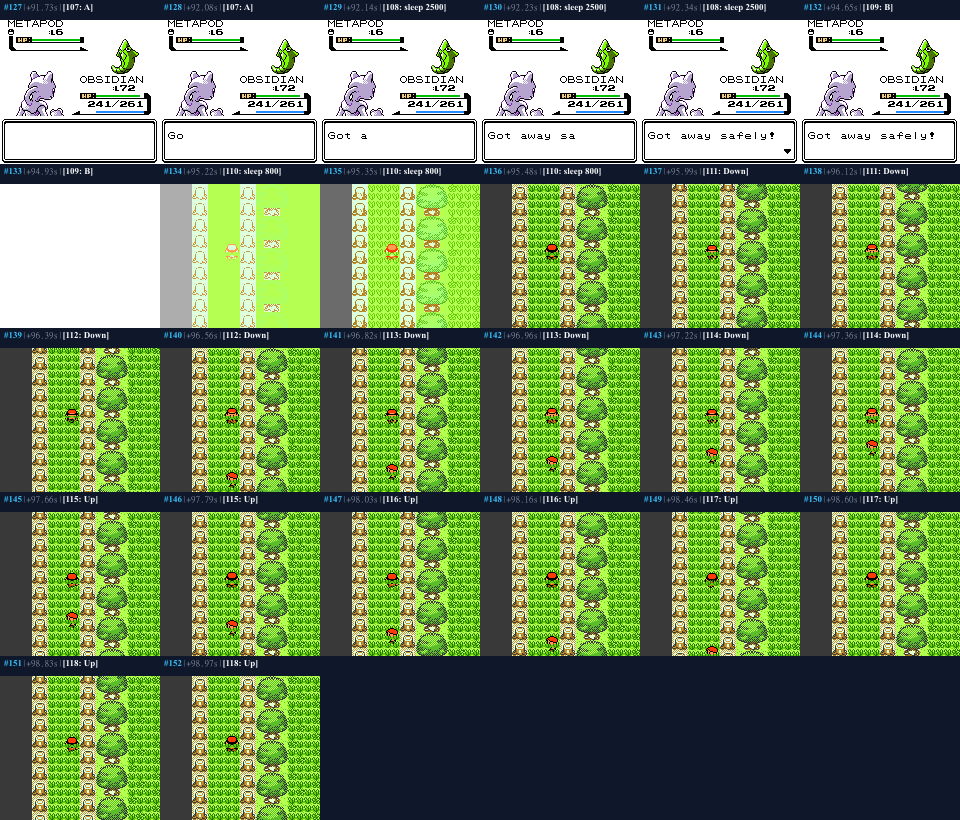 #127|+91.73s|[107: A]
METAPOD
:L6
HP:
OBSIDIAN
:L72
HP:
241/261
#128|+92.08s|[107: A]
METAPOD
:L6
HP:
OBSIDIAN
:L72
HP:
241/261
Go
#129|+92.14s|[108: sleep 2500]
METAPOD
:L6
HP:
OBSIDIAN
:L72
HP:
241/261
Got a
#130|+92.23s|[108: sleep 2500]
METAPOD
:L6
HP:
OBSIDIAN
:L72
HP:
241/261
Got away sa
#131|+92.34s|[108: sleep 2500]
METAPOD
:L6
HP:
OBSIDIAN
:L72
HP:
241/261
Got away safely!
#132|+94.65s|[109: B]
METAPOD
:L6
HP:
OBSIDIAN
:L72
HP:
241/261
Got away safely!
#133|+94.93s|[109: B]
#134|+95.22s|[110: sleep 800]
#135|+95.35s|[110: sleep 800]
#136|+95.48s|[110: sleep 800]
#137|+95.99s|[111: Down]
#138|+96.12s|[111: Down]
#139|+96.39s|[112: Down]
#140|+96.56s|[112: Down]
#141|+96.82s|[113: Down]
#142|+96.96s|[113: Down]
#143|+97.22s|[114: Down]
#144|+97.36s|[114: Down]
#145|+97.66s|[115: Up]
#146|+97.79s|[115: Up]
#147|+98.03s|[116: Up]
#148|+98.16s|[116: Up]
#149|+98.46s|[117: Up]
#150|+98.60s|[117: Up]
#151|+98.83s|[118: Up]
#152|+98.97s|[118: Up]